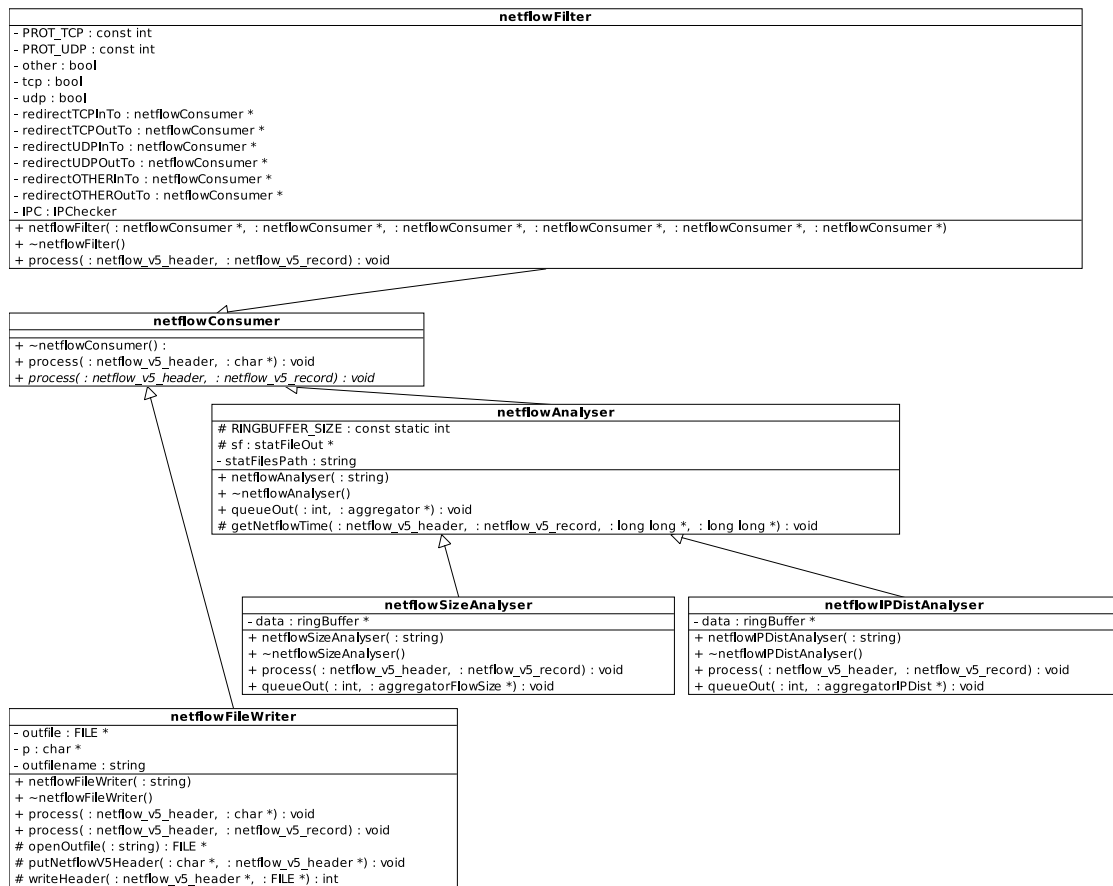 netflowFilter
- PROT_TCP : const int
- PROT_UDP : const int
- other : bool
- tcp : bool
- udp : bool
- redirectTCPInTo : netflowConsumer *
- redirectTCPOutTo : netflowConsumer *
- redirectUDPInTo : netflowConsumer *
- redirectUDPOutTo : netflowConsumer *
- redirectOTHERInTo : netflowConsumer *
- redirectOTHEROutTo : netflowConsumer *
- IPC : IPChecker
+ netflowFilter( : netflowConsumer *, : netflowConsumer *, : netflowConsumer *, : netflowConsumer *, : netflowConsumer *, : netflowConsumer *)
+ ~netflowFilter()
+ process( : netflow_v5_header, : netflow_v5_record) : void
netflowConsumer
+ ~netflowConsumer() :
+ process( : netflow_v5_header, : char *) : void
+ process( : netflow_v5_header, : netflow_v5_record) : void
netflowAnalyser
# RINGBUFFER_SIZE : const static int
# sf : statFileOut *
- statFilesPath : string
+ netflowAnalyser( : string)
+ ~netflowAnalyser()
+ queueOut( : int, : aggregator *) : void
# getNetflowTime( : netflow_v5_header, : netflow_v5_record, : long long *, : long long *) : void
netflowSizeAnalyser
- data : ringBuffer *
+ netflowSizeAnalyser( : string)
+ ~netflowSizeAnalyser()
+ process( : netflow_v5_header, : netflow_v5_record) : void
+ queueOut( : int, : aggregatorFlowSize *) : void
netflowIPDistAnalyser
- data : ringBuffer *
+ netflowIPDistAnalyser( : string)
+ ~netflowIPDistAnalyser()
+ process( : netflow_v5_header, : netflow_v5_record) : void
+ queueOut( : int, : aggregatorIPDist *) : void
netflowFileWriter
- outfile : FILE *
- p : char *
- outfilename : string
+ netflowFileWriter( : string)
+ ~netflowFileWriter()
+ process( : netflow_v5_header, : char *) : void
+ process( : netflow_v5_header, : netflow_v5_record) : void
# openOutfile( : string) : FILE *
# putNetflowV5Header( : char *, : netflow_v5_header *) : void
# writeHeader( : netflow_v5_header *, : FILE *) : int